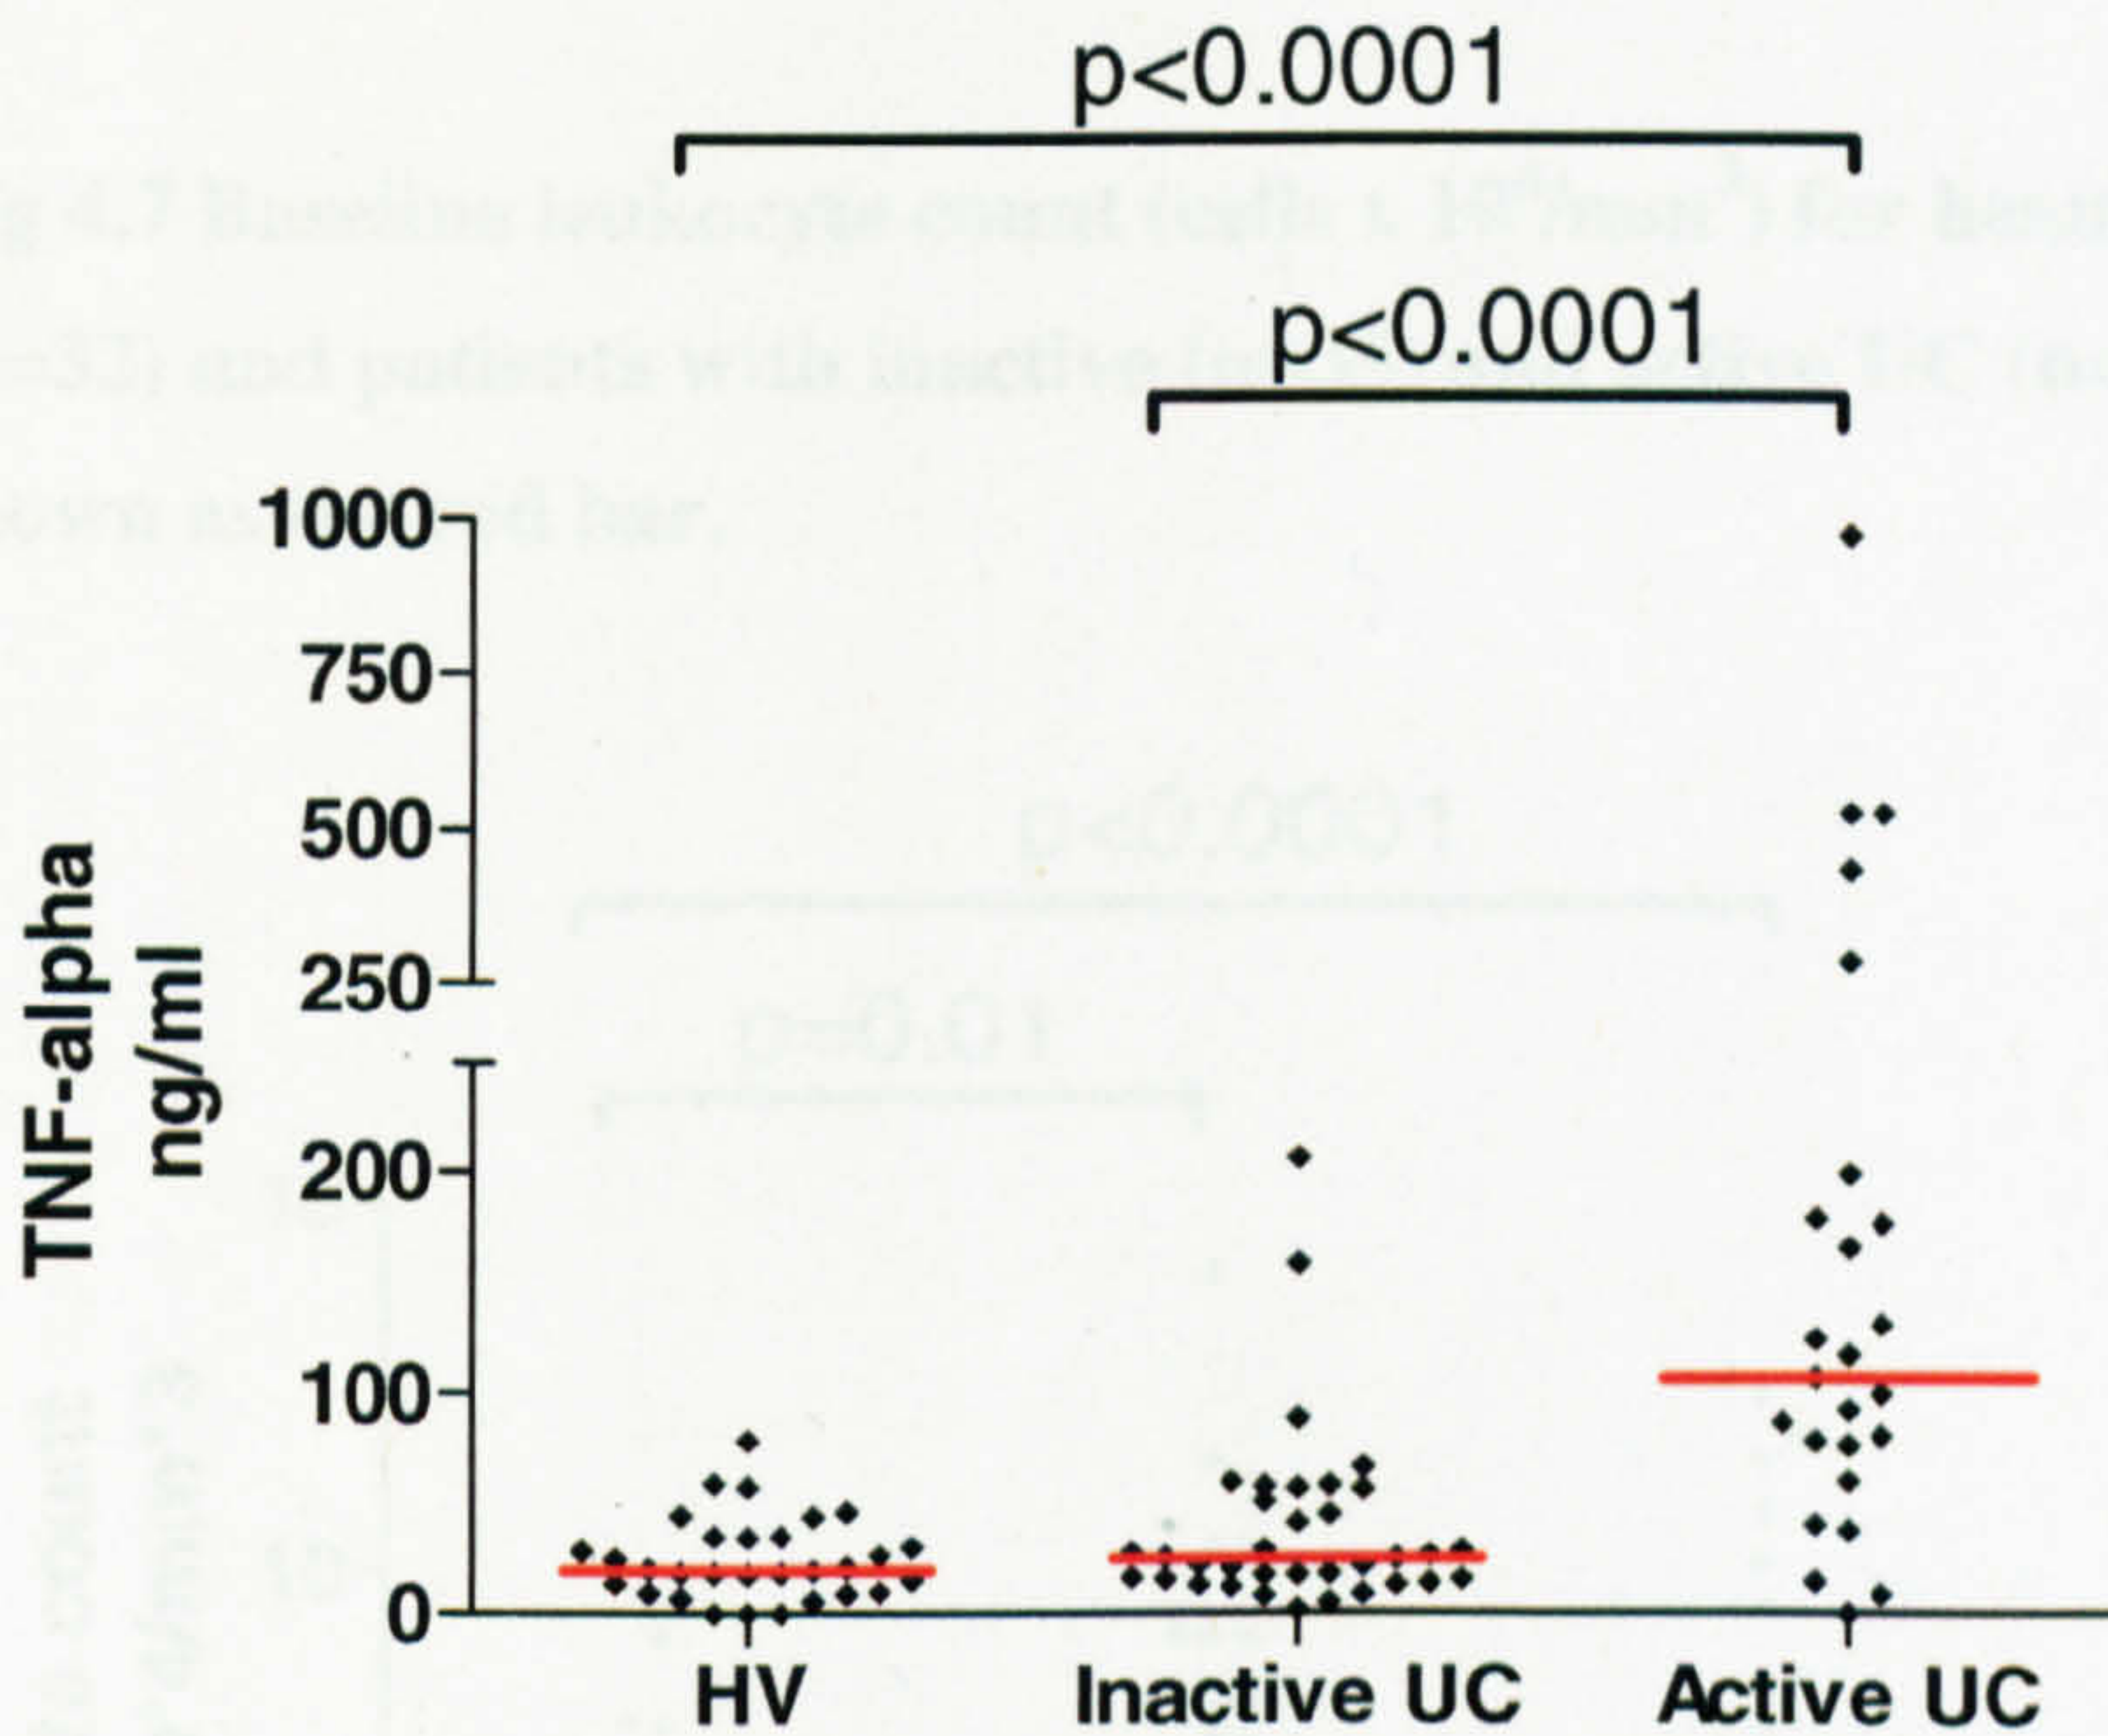 p<0.0001
p<0.0001
1000
750
500
250
200
100
0
TNF-alpha
ng/ml
HV
Inactive UC
Active UC